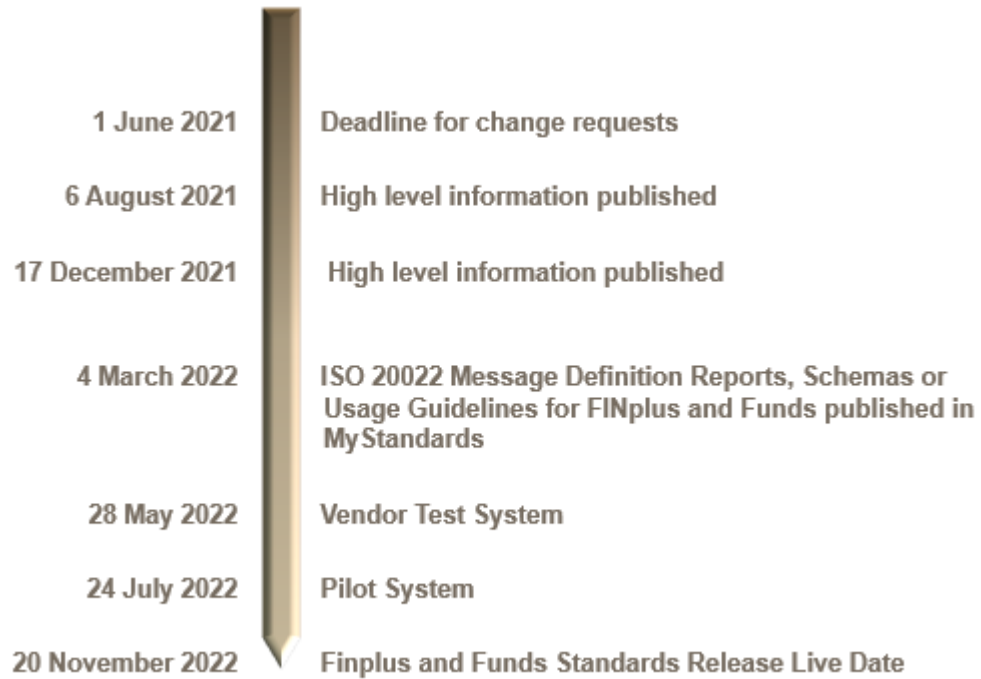 1 June 2021 Deadline for change requests
6 August 2021 High level information published
17 December 2021 High level information published
4 March 2022 ISO 20022 Message Definition Reports, Schemas or
Usage Guidelines for FINplus and Funds published in
MyStandards
28 May 2022 Vendor Test System
24 July 2022 Pilot System
20 November 2022 Finplus and Funds Standards Release Live Date